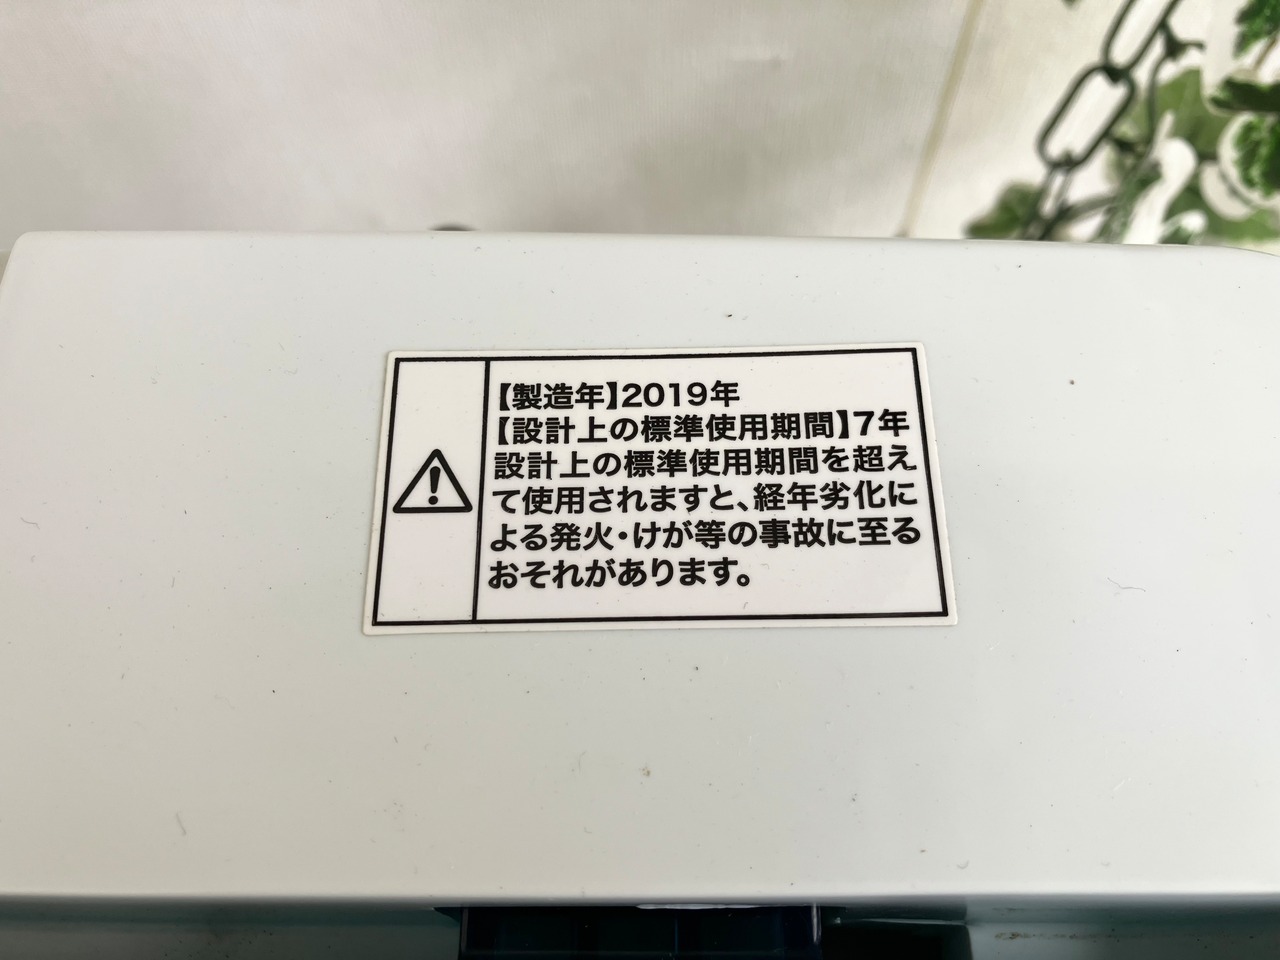 【製造年】2019年
【設計上の標準使用期間】7年
設計上の標準使用期間を超え
て使用されますと、経年劣化に
よる発火・けが等の事故に至る
おそれがあります。